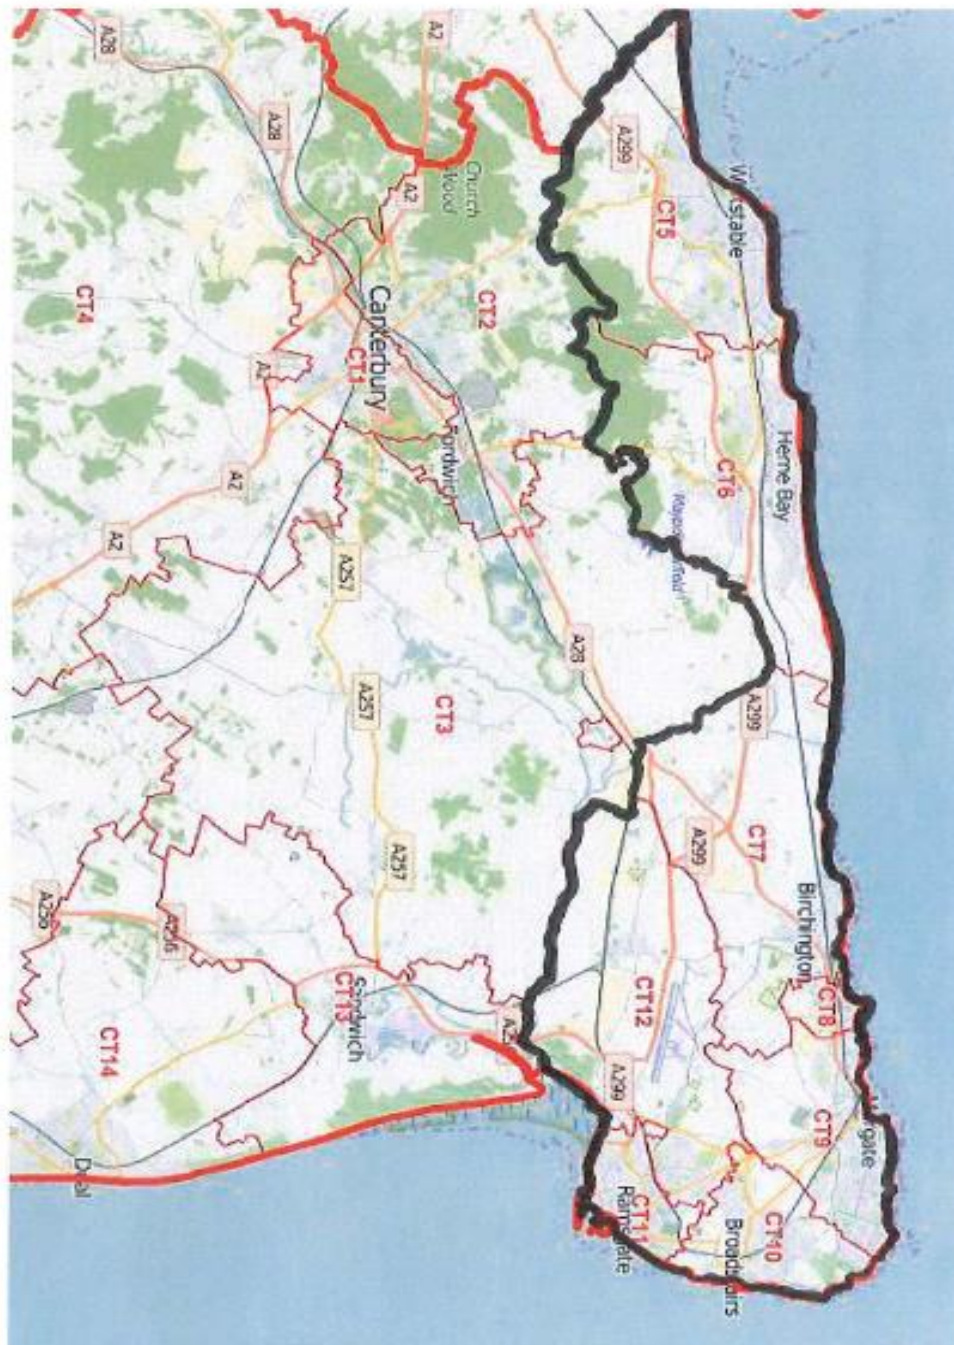 Margate
CT8
CT9
Birchington
Herne Bay
CT10
CT7
A299
Whitstable
Broadstairs
CT6
A299
CT5
CT12
CT11
A299
Ramsgate
A299
A28
A25
CT2
Church
Wood
Fordwich
CT3
A2
A2
A257
Canterbury
A257
CT1
Sandwich
A257
CT13
A28
A2
A256
A2
A28
CT14
CT4
Deal
A256